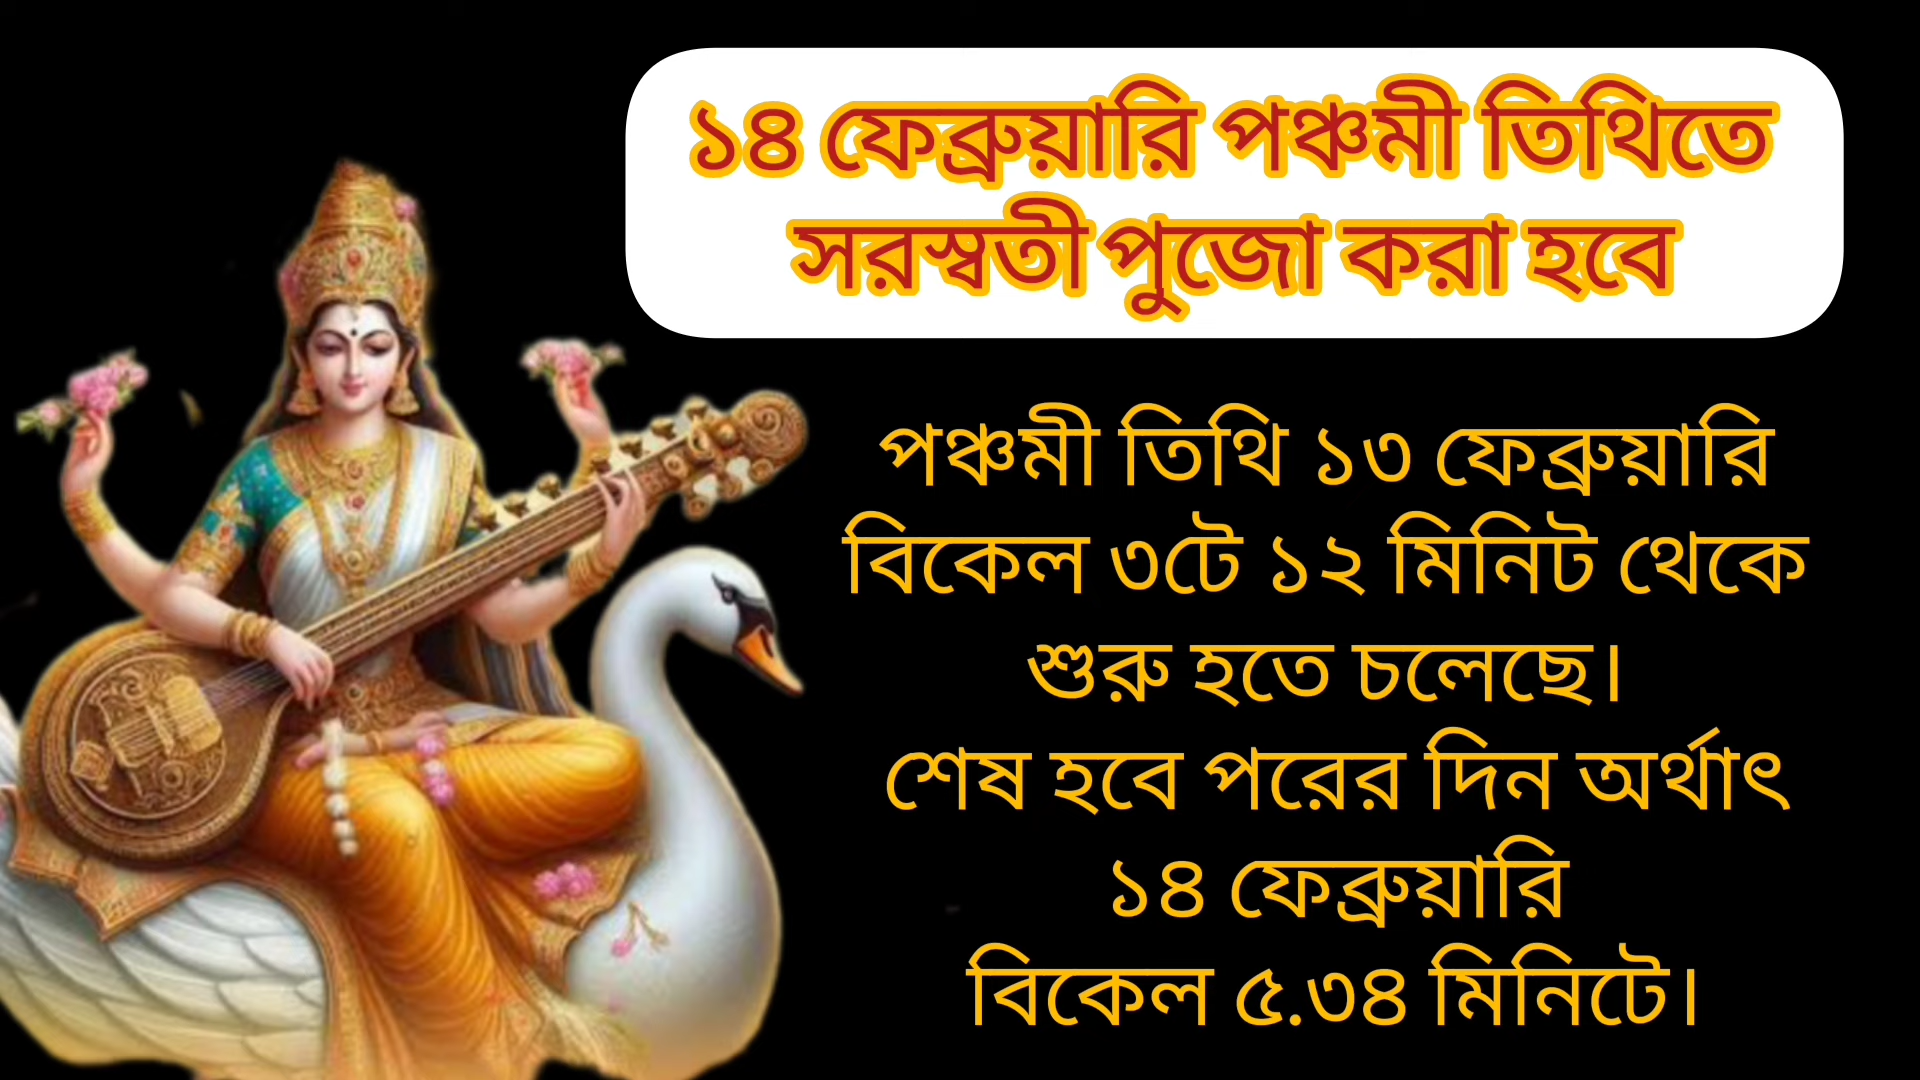 ১৪ ফেব্রুয়ারি পঞ্চমী তিথিতে
সরস্বতী পুজো করা হবে
পঞ্চমী তিথি ১৩ ফেব্রুয়ারি
বিকেল ৩টে ১২ মিনিট থেকে
শুরু হতে চলেছে।
শেষ হবে পরের দিন অর্থাৎ
১৪ ফেব্রুয়ারি
বিকেল ৫.৩৪ মিনিটে।